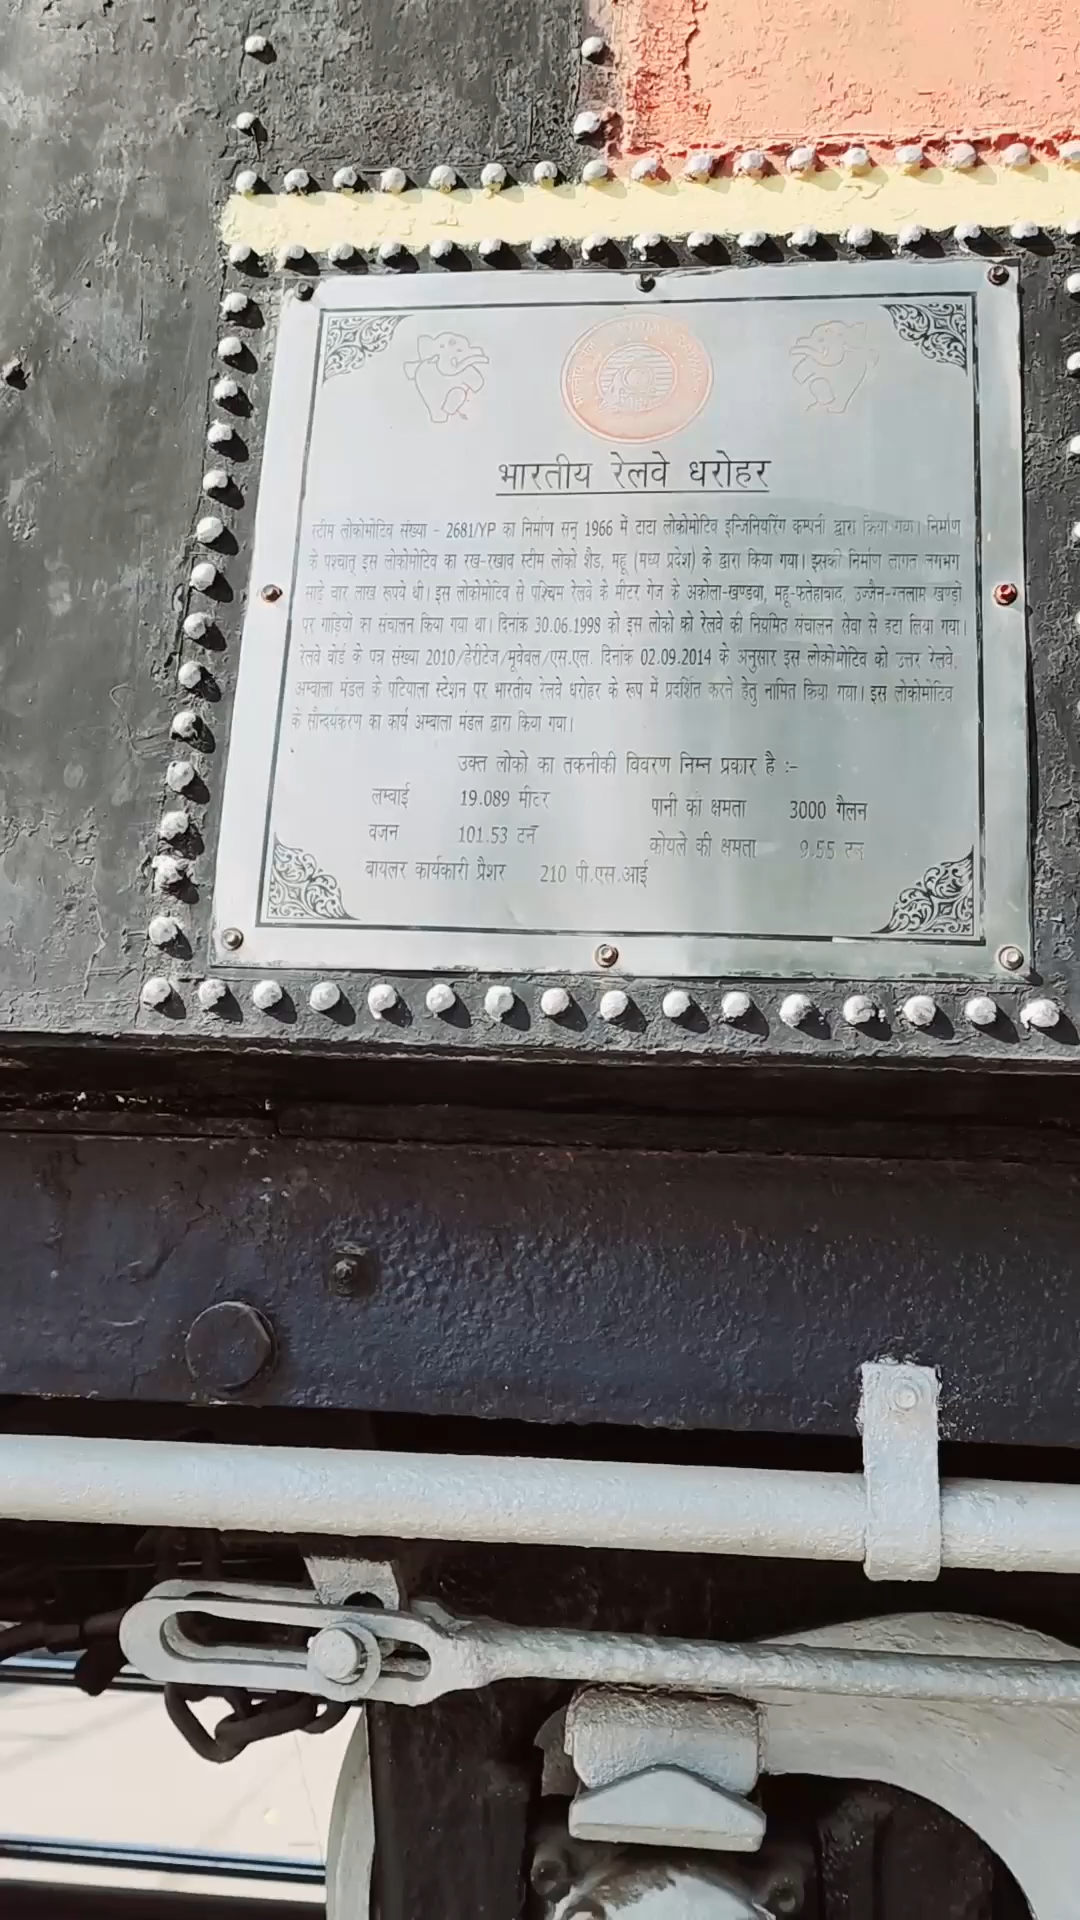 भारतीय रेलवे धरोहर
स्टीम लोकोमोटिव संख्या - 2681/YP का निर्माण सन् 1966 में टाटा लोकोमोटिव इन्जिनियरिंग कम्पनी द्वारा किया गया। निर्माण
के पश्चात् इस लोकोमोटिव का रख-रखाव स्टीम लोको शैड, महू (मध्य प्रदेश) के द्वारा किया गया। इसकी निर्माण लागत लगभग
साढ़े चार लाख रूपये थी। इस लोकोमोटिव से पश्चिम रेलवे के मीटर गेज के अकोला-खण्डवा, महू-फतेहाबाद, उज्जैन-रतलाम खण्ड़ों
पर गाड़ियों का संचालन किया गया था। दिनांक 30.06.1998 को इस लोको को रेलवे की नियमित संचालन सेवा से हटा लिया गया।
रेलवे बोर्ड के पत्र संख्या 2010/हेरीटेज/मूवेबल/एस.एल. दिनांक 02.09.2014 के अनुसार इस लोकोमोटिव को उत्तर रेलवे,
अम्बाला मंडल के पटियाला स्टेशन पर भारतीय रेलवे धरोहर के रूप में प्रदर्शित करने हेतु नामित किया गया। इस लोकोमोटिव
के सौन्दर्यकरण का कार्य अम्बाला मंडल द्वारा किया गया।
उक्त लोको का तकनीकी विवरण निम्न प्रकार है :-
लम्बाई 19.089 मीटर पानी की क्षमता 3000 गैलन
वजन 101.53 टन कोयले की क्षमता 9.55 टन
बायलर कार्यकारी प्रैशर 210 पी.एस.आई